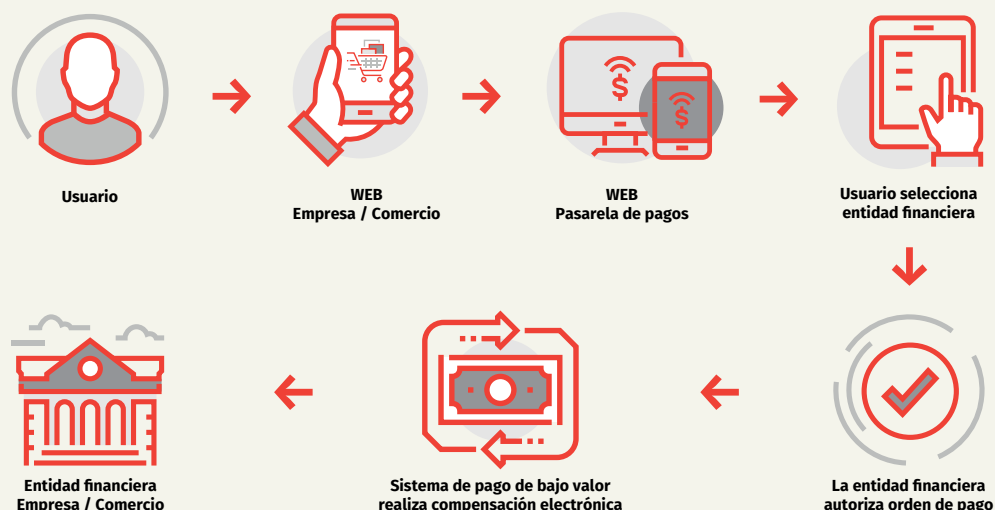 Usuario
WEB
Empresa / Comercio
WEB
Pasarela de pagos
Usuario selecciona
entidad financiera
Entidad financiera
Empresa / Comercio
Sistema de pago de bajo valor
realiza compensación electrónica
La entidad financiera
autoriza orden de pago